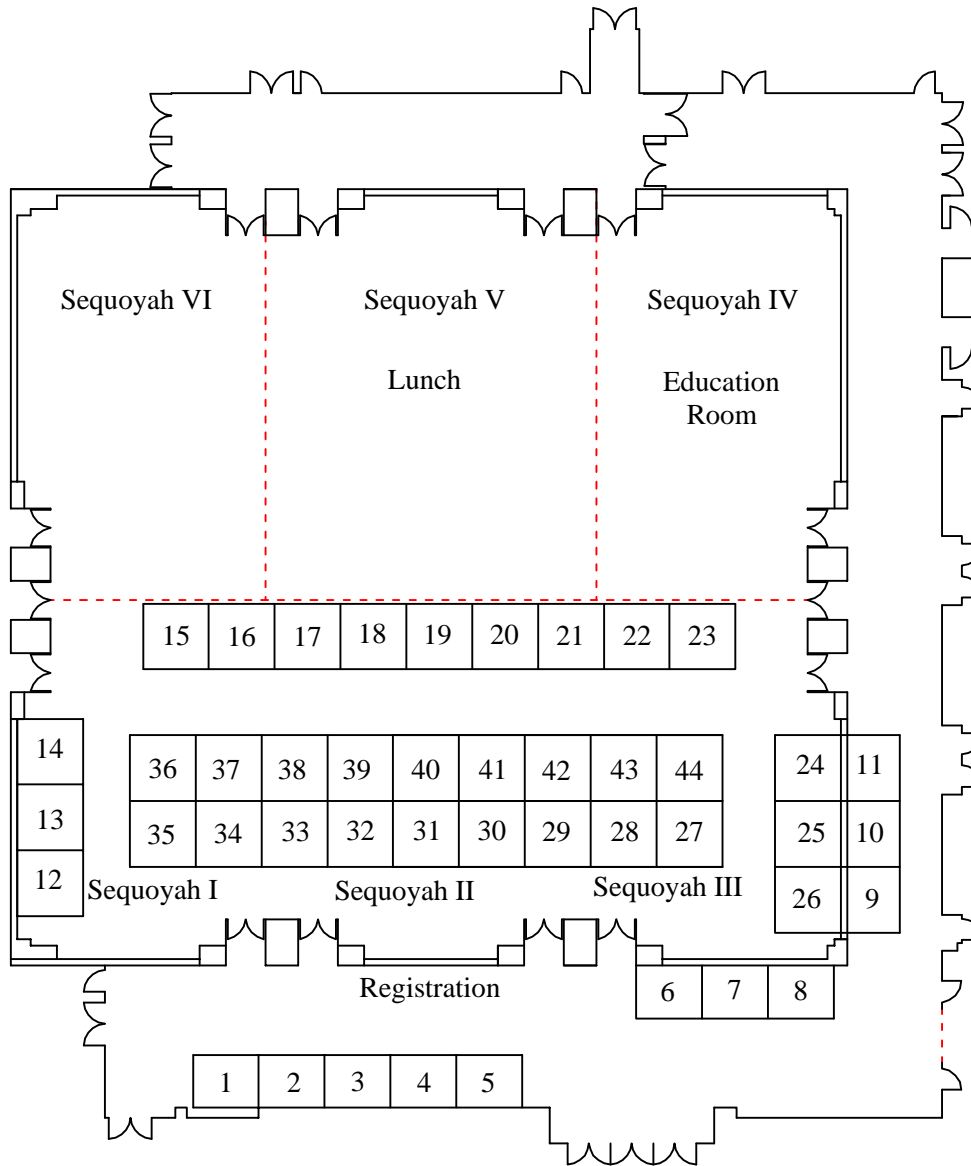 Sequoyah VI
Sequoyah V
Sequoyah IV
Lunch
Education
Room
15 16 17 18 19 20 21 22 23
14
36 37 38 39 40 41 42 43 44
24 11
13
35 34 33 32 31 30 29 28 27
25 10
12
Sequoyah I
Sequoyah II
Sequoyah III
26 9
Registration
6 7 8
1 2 3 4 5